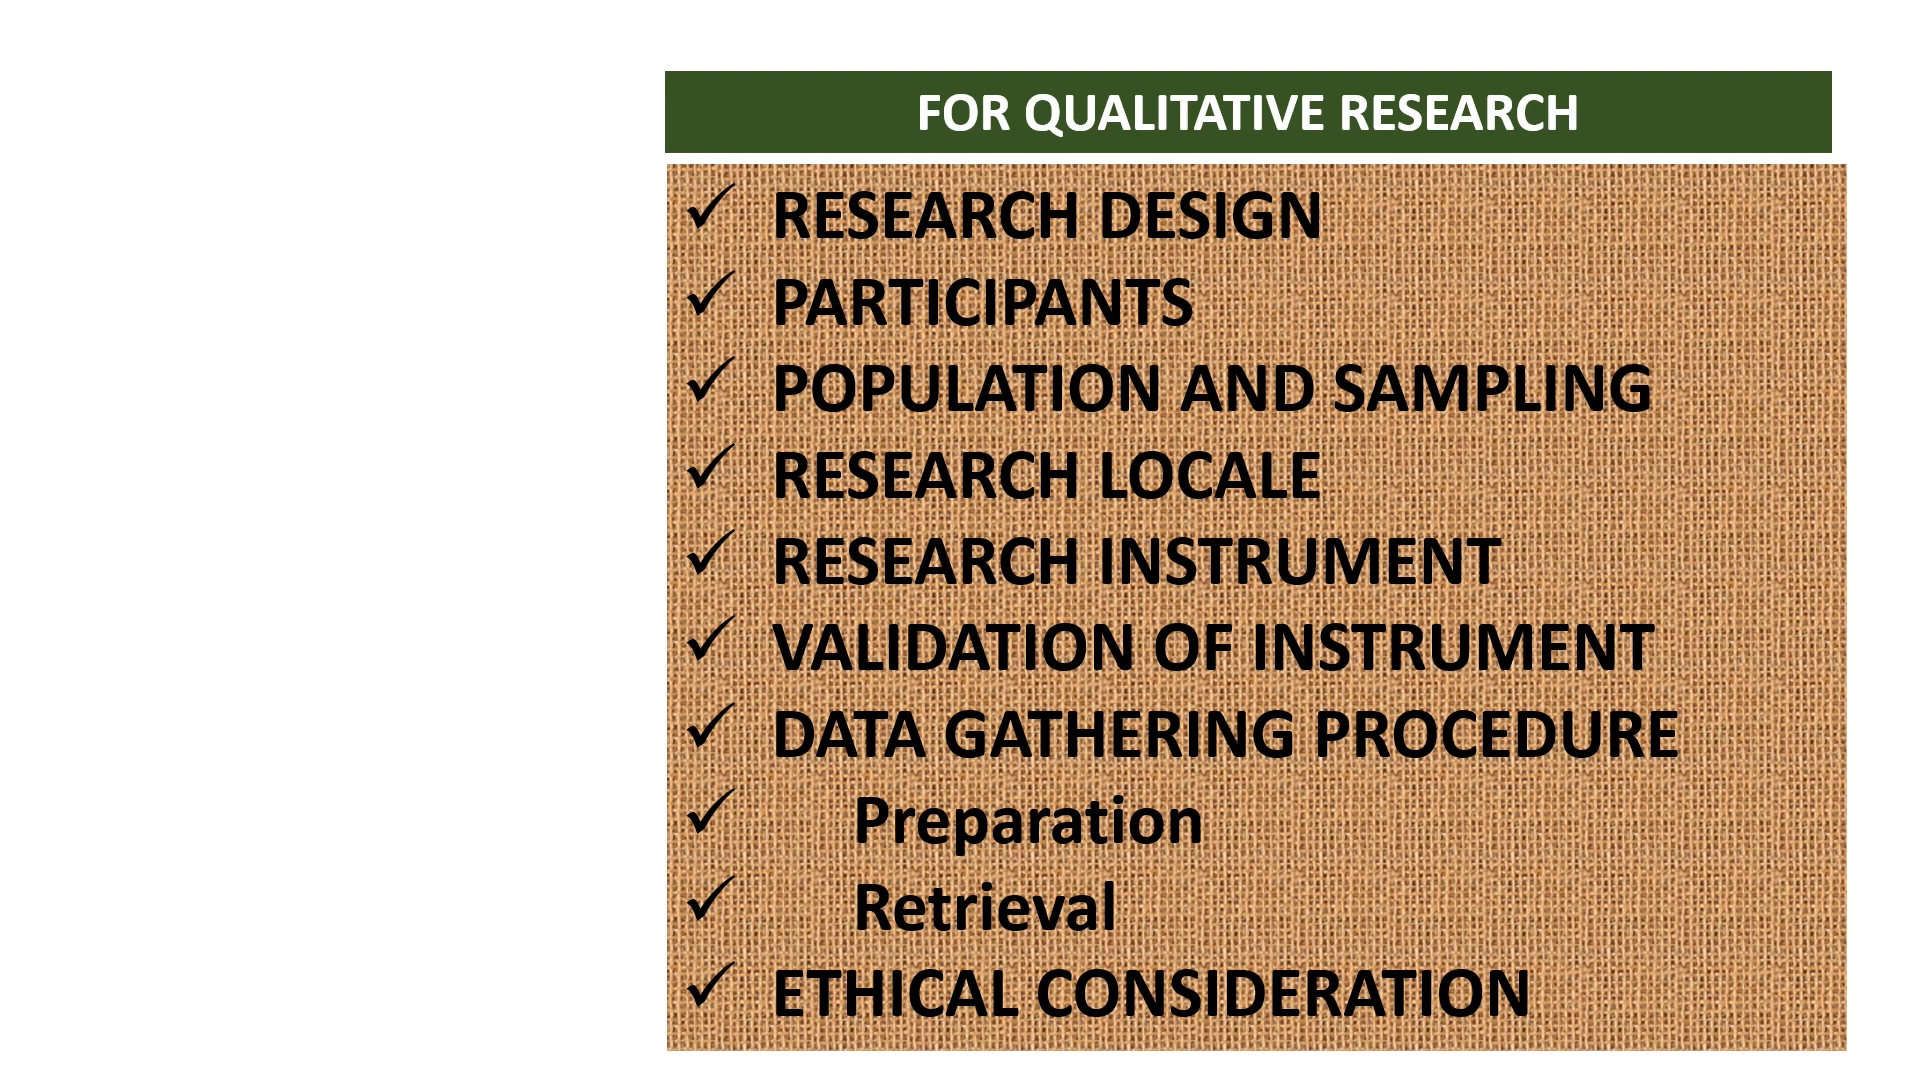 FOR QUALITATIVE RESEARCH
✓ RESEARCH DESIGN
✓ PARTICIPANTS
✓ POPULATION AND SAMPLING
✓ RESEARCH LOCALE
✓ RESEARCH INSTRUMENT
✓ VALIDATION OF INSTRUMENT
✓ DATA GATHERING PROCEDURE
✓ Preparation
✓ Retrieval
✓ ETHICAL CONSIDERATION